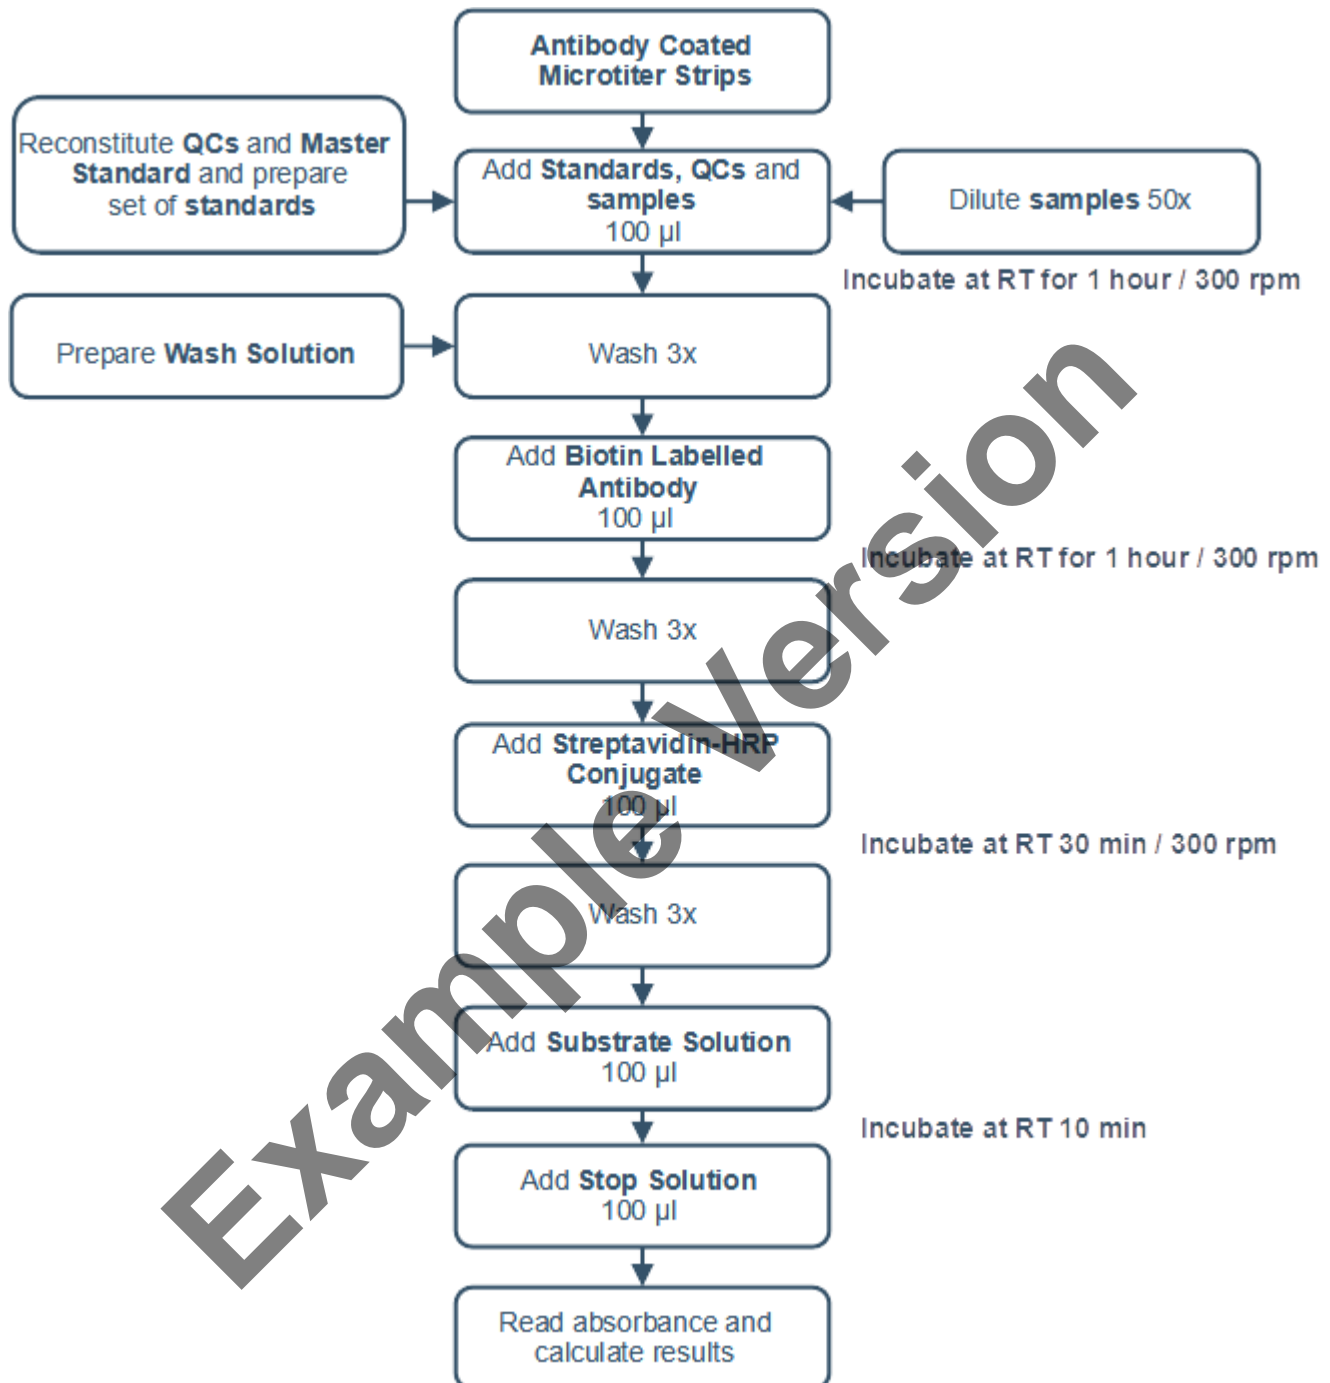 Antibody Coated
Microtiter Strips
Reconstitute QCs and Master
Standard and prepare
set of standards
Add Standards, QCs and
samples
100 µl
Dilute samples 50x
Incubate at RT for 1 hour / 300 rpm
Prepare Wash Solution
Wash 3x
Add Biotin Labelled
Antibody
100 µl
Incubate at RT for 1 hour / 300 rpm
Wash 3x
Add Streptavidin-HRP
Conjugate
100 µl
Incubate at RT 30 min / 300 rpm
Wash 3x
Add Substrate Solution
100 µl
Incubate at RT 10 min
Add Stop Solution
100 µl
Read absorbance and
calculate results
Example Version